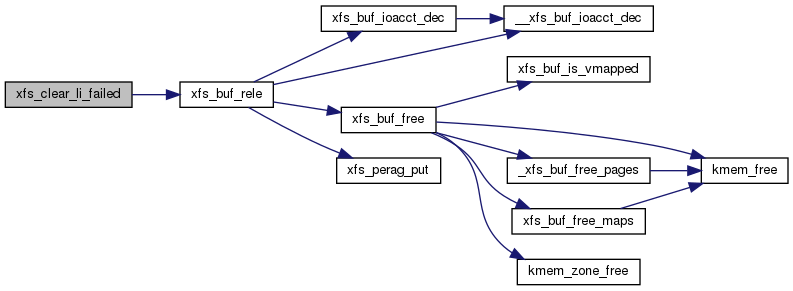 xfs_clear_li_failed
xfs_buf_rele
xfs_buf_ioacct_dec
__xfs_buf_ioacct_dec
xfs_buf_free
xfs_perag_put
xfs_buf_is_vmapped
_xfs_buf_free_pages
xfs_buf_free_maps
kmem_zone_free
kmem_free